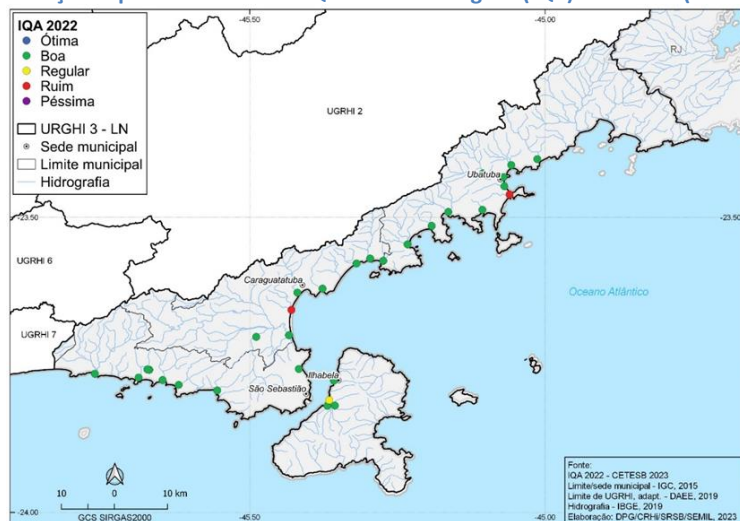 IQA 2022
Ótima
Boa
Regular
Ruim
Péssima
URGHI 3 - LN
Sede municipal
Limite municipal
Hidrografia
-45.50
-45.00
RJ
UGRHI 2
Ubatuba
-23.50
-23.50
UGRHI 6
Caraguatatuba
Oceano Atlântico
UGRHI 7
Ilhabela
São Sebastião
10 0 10 km
GCS SIRGAS2000
-24.00
-45.50
-45.00
Fonte:
IQA 2022 - CETESB 2023
Limite/sede municipal - IGC, 2015
Limite de UGRHI, adapt. - DAEE, 2019
Hidrografia - IBGE, 2019
Elaboração: DPG/CRHi/SRSB/SEMIL, 2023